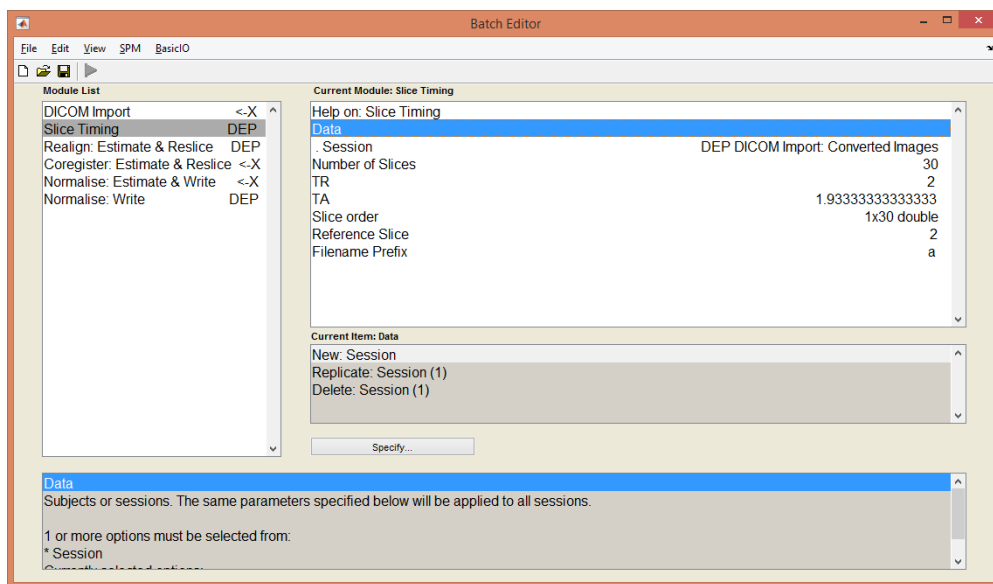 Batch Editor
File Edit View SPM BasicIO
Module List
DICOM Import <-X
Slice Timing DEP
Realign: Estimate & Reslice DEP
Coregister: Estimate & Reslice <-X
Normalise: Estimate & Write <-X
Normalise: Write DEP
Current Module: Slice Timing
Help on: Slice Timing
Data
. Session DEP DICOM Import: Converted Images
Number of Slices 30
TR 2
TA 1.93333333333333
Slice order 1x30 double
Reference Slice 2
Filename Prefix a
Current Item: Data
New: Session
Replicate: Session (1)
Delete: Session (1)
Specify...
Data
Subjects or sessions. The same parameters specified below will be applied to all sessions.
1 or more options must be selected from:
* Session
Currently selected options: